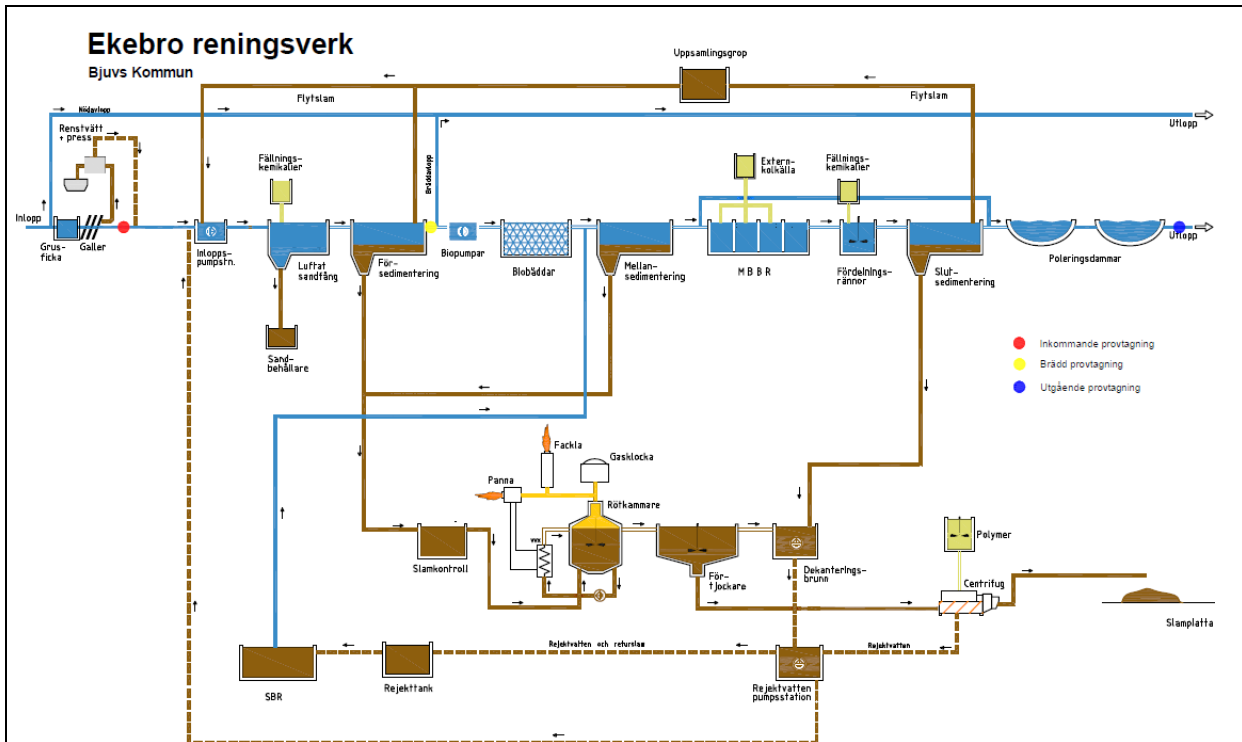 Ekebro reningsverk
Bjuvs Kommun
Uppsamlingsgrop
Flytslam
Flytslam
Nödavlopp
Utlopp
Renstvätt
+ press
Fällnings-
kemikalier
Bräddavlopp
Extern-
kolkälla
Fällnings-
kemikalier
Inlopp
Grus-
ficka
Galler
Inlopps-
pumpstn.
Luftat
sandfång
För-
sedimentering
Biopumpar
Biobäddar
Mellan-
sedimentering
M B B R
Fördelnings-
rännor
Slut-
sedimentering
Poleringsdammar
Utlopp
Sand-
behållare
Inkommande provtagning
Brädd provtagning
Utgående provtagning
Fackla
Gasklocka
Panna
Rötkammare
VVX
Slamkontroll
För-
tjockare
Dekanterings-
brunn
Polymer
Centrifug
Slamplatta
Rejektvatten och returslam
Rejektvatten
SBR
Rejekttank
Rejektvatten
pumpsstation